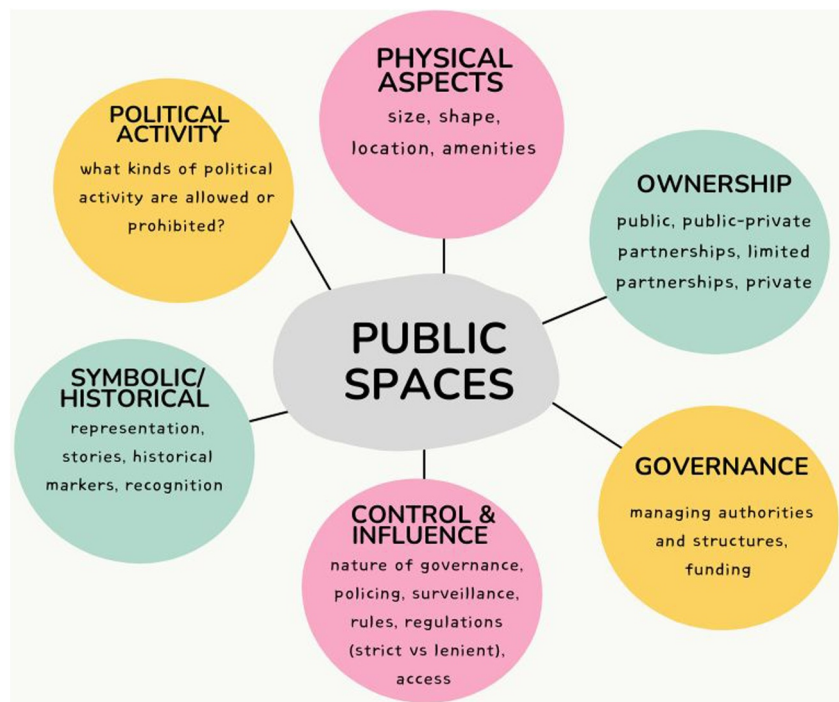 PHYSICAL
ASPECTS
size, shape,
location, amenities
POLITICAL
ACTIVITY
what kinds of political
activity are allowed or
prohibited?
OWNERSHIP
public, public-private
partnerships, limited
partnerships, private
PUBLIC
SPACES
SYMBOLIC/
HISTORICAL
representation,
stories, historical
markers, recognition
GOVERNANCE
managing authorities
and structures,
funding
CONTROL &
INFLUENCE
nature of governance,
policing, surveillance,
rules, regulations
(strict vs lenient),
access